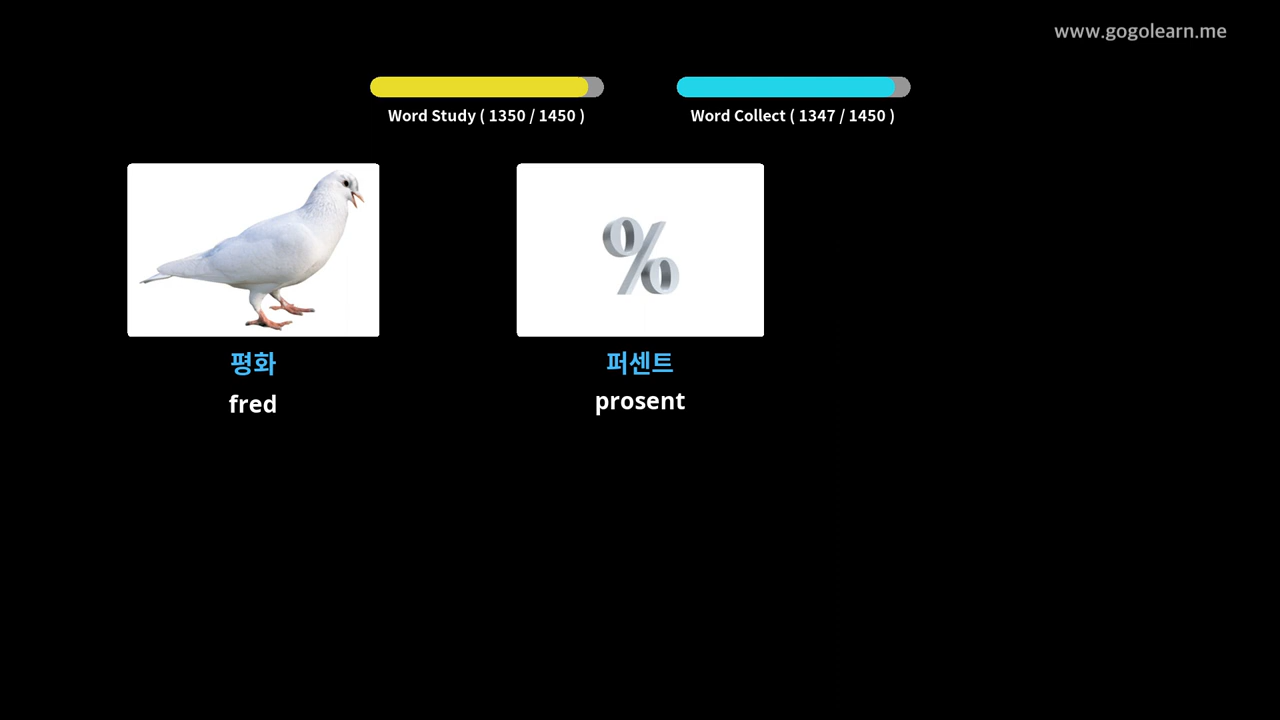 www.gogolearn.me
Word Study ( 1350 / 1450 )
Word Collect ( 1347 / 1450 )
%
평화
퍼센트
fred
prosent